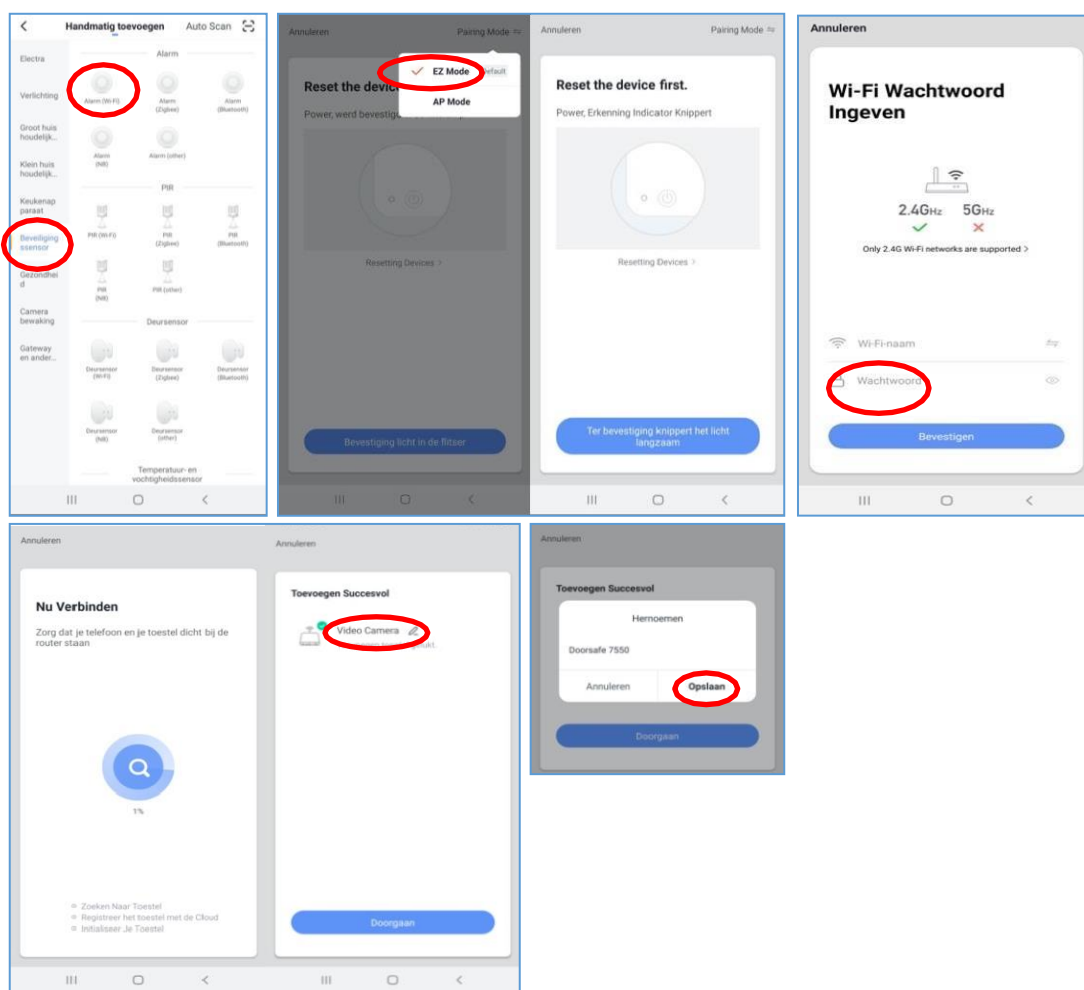 Handmatig toevoegen
Auto Scan
Electra
Verlichting
Groot huis
houdelijk...
Klein huis
houdelijk...
Keukenap
paraat
Beveiliging
ssensor
Gezondhei
d
Camera
bewaking
Gateway
en ander...
Alarm
Alarm (Wi-Fi)
Alarm
(Zigbee)
Alarm
(Bluetooth)
Alarm
(NB)
Alarm (other)
PIR
PIR (Wi-Fi)
PIR
(Zigbee)
PIR
(Bluetooth)
PIR
(NB)
PIR (other)
Deursensor
Deursensor
(Wi-Fi)
Deursensor
(Zigbee)
Deursensor
(Bluetooth)
Deursensor
(NB)
Deursensor
(other)
Temperatuur- en
vochtigheidssensor
Annuleren
Pairing Mode
EZ Mode
AP Mode
Reset the
Power, werd
Resetting Devices >
Bevestiging licht in de flitser
Annuleren
Pairing Mode
Reset the device first.
Power, Erkenning Indicator Knippert
Resetting Devices >
Ter bevestiging knippert het licht
langzaam
Annuleren
Wi-Fi Wachtwoord
Ingeven
2.4GHz 5GHz
Only 2.4G Wi-Fi networks are supported >
Wi-Fi-naam
Wachtwoord
Bevestigen
Annuleren
Nu Verbinden
Zorg dat je telefoon en je toestel dicht bij de
router staan
1%
Zoeken Naar Toestel
Registreer het toestel met de Cloud
Initialiseer Je Toestel
Annuleren
Toevoegen Succesvol
Video Camera
Doorgaan
Annuleren
Toevoegen Succesvol
Hernoemen
Doorsafe 7550
Annuleren
Opslaan
Doorgaan